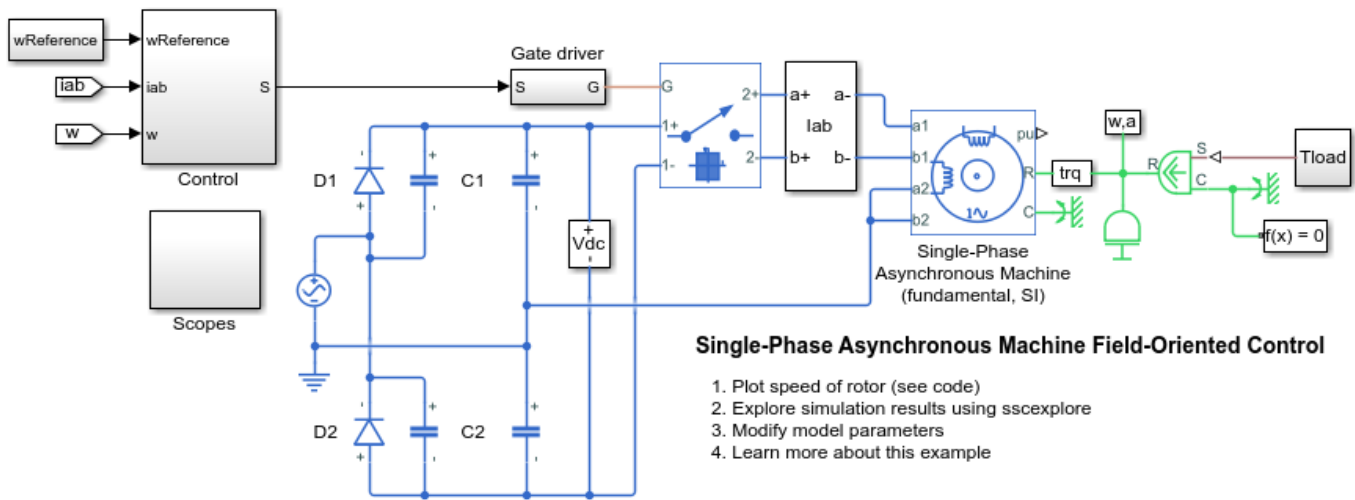 wReference
iab
w
wReference
iab
w
S
Control
Scopes
Gate driver
S
G
G
1+
1-
2+
2-
a+
a-
Iab
b+
b-
a1
b1
a2
b2
pu
R
C
1∿
Single-Phase
Asynchronous Machine
(fundamental, SI)
trq
w,a
R
S
C
Tload
f(x) = 0
D1
-
+
+
-
C1
+
-
+
Vdc
-
+
D2
-
+
+
-
C2
+
-
Single-Phase Asynchronous Machine Field-Oriented Control
1. Plot speed of rotor (see code)
2. Explore simulation results using sscexplore
3. Modify model parameters
4. Learn more about this example